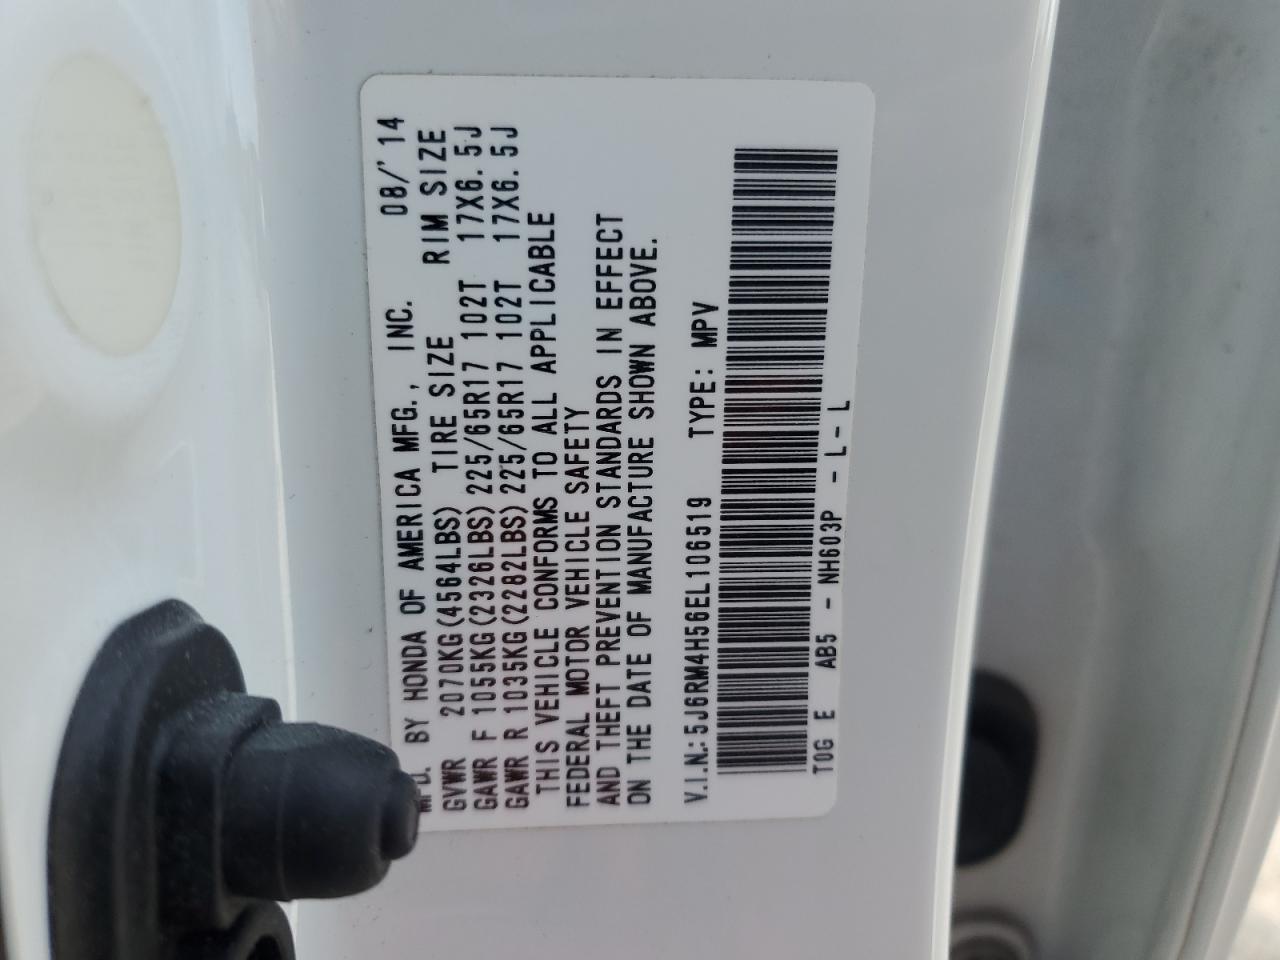 MFD. BY HONDA OF AMERICA MFG., INC. 08/'14
GVWR 2070KG(4564LBS) TIRE SIZE RIM SIZE
GAWR F 1055KG(2326LBS) 225/65R17 102T 17X6.5J
GAWR R 1035KG(2282LBS) 225/65R17 102T 17X6.5J
THIS VEHICLE CONFORMS TO ALL APPLICABLE
FEDERAL MOTOR VEHICLE SAFETY
AND THEFT PREVENTION STANDARDS IN EFFECT
ON THE DATE OF MANUFACTURE SHOWN ABOVE.
V.I.N.: 5J6RM4H56EL106519 TYPE: MPV
T0G E AB5 - NH603P - L - L